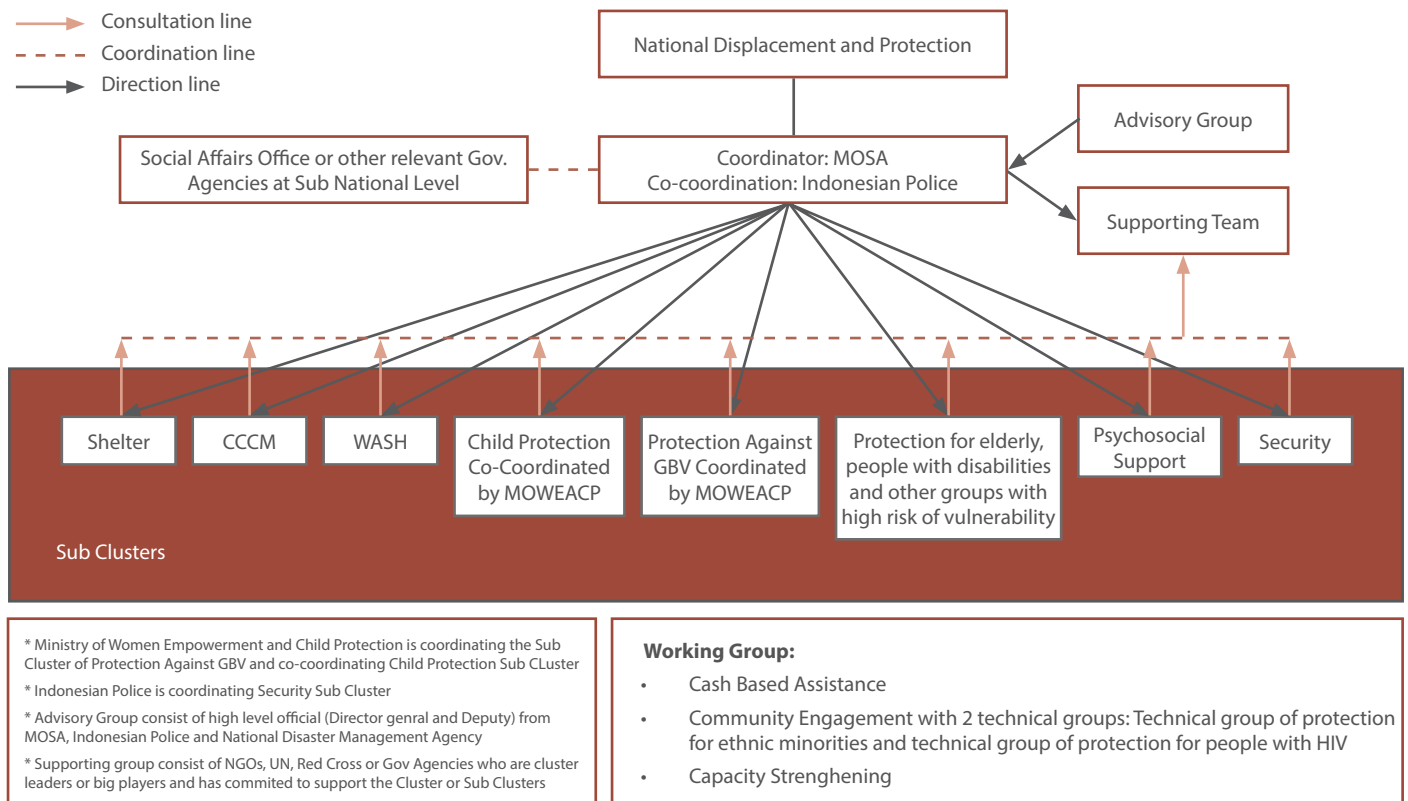 Consultation line
Coordination line
Direction line
National Displacement and Protection
Advisory Group
Social Affairs Office or other relevant Gov.
Agencies at Sub National Level
Coordinator: MOSA
Co-coordination: Indonesian Police
Supporting Team
Shelter
CCCM
WASH
Child Protection
Co-Coordinated
by MOWEACP
Protection Against
GBV Coordinated
by MOWEACP
Protection for elderly,
people with disabilities
and other groups with
high risk of vulnerability
Psychosocial
Support
Security
Sub Clusters
* Ministry of Women Empowerment and Child Protection is coordinating the Sub
Cluster of Protection Against GBV and co-coordinating Child Protection Sub CLuster
* Indonesian Police is coordinating Security Sub Cluster
* Advisory Group consist of high level official (Director genral and Deputy) from
MOSA, Indonesian Police and National Disaster Management Agency
* Supporting group consist of NGOs, UN, Red Cross or Gov Agencies who are cluster
leaders or big players and has commited to support the Cluster or Sub Clusters
Working Group:
• Cash Based Assistance
• Community Engagement with 2 technical groups: Technical group of protection
for ethnic minorities and technical group of protection for people with HIV
• Capacity Strenghening